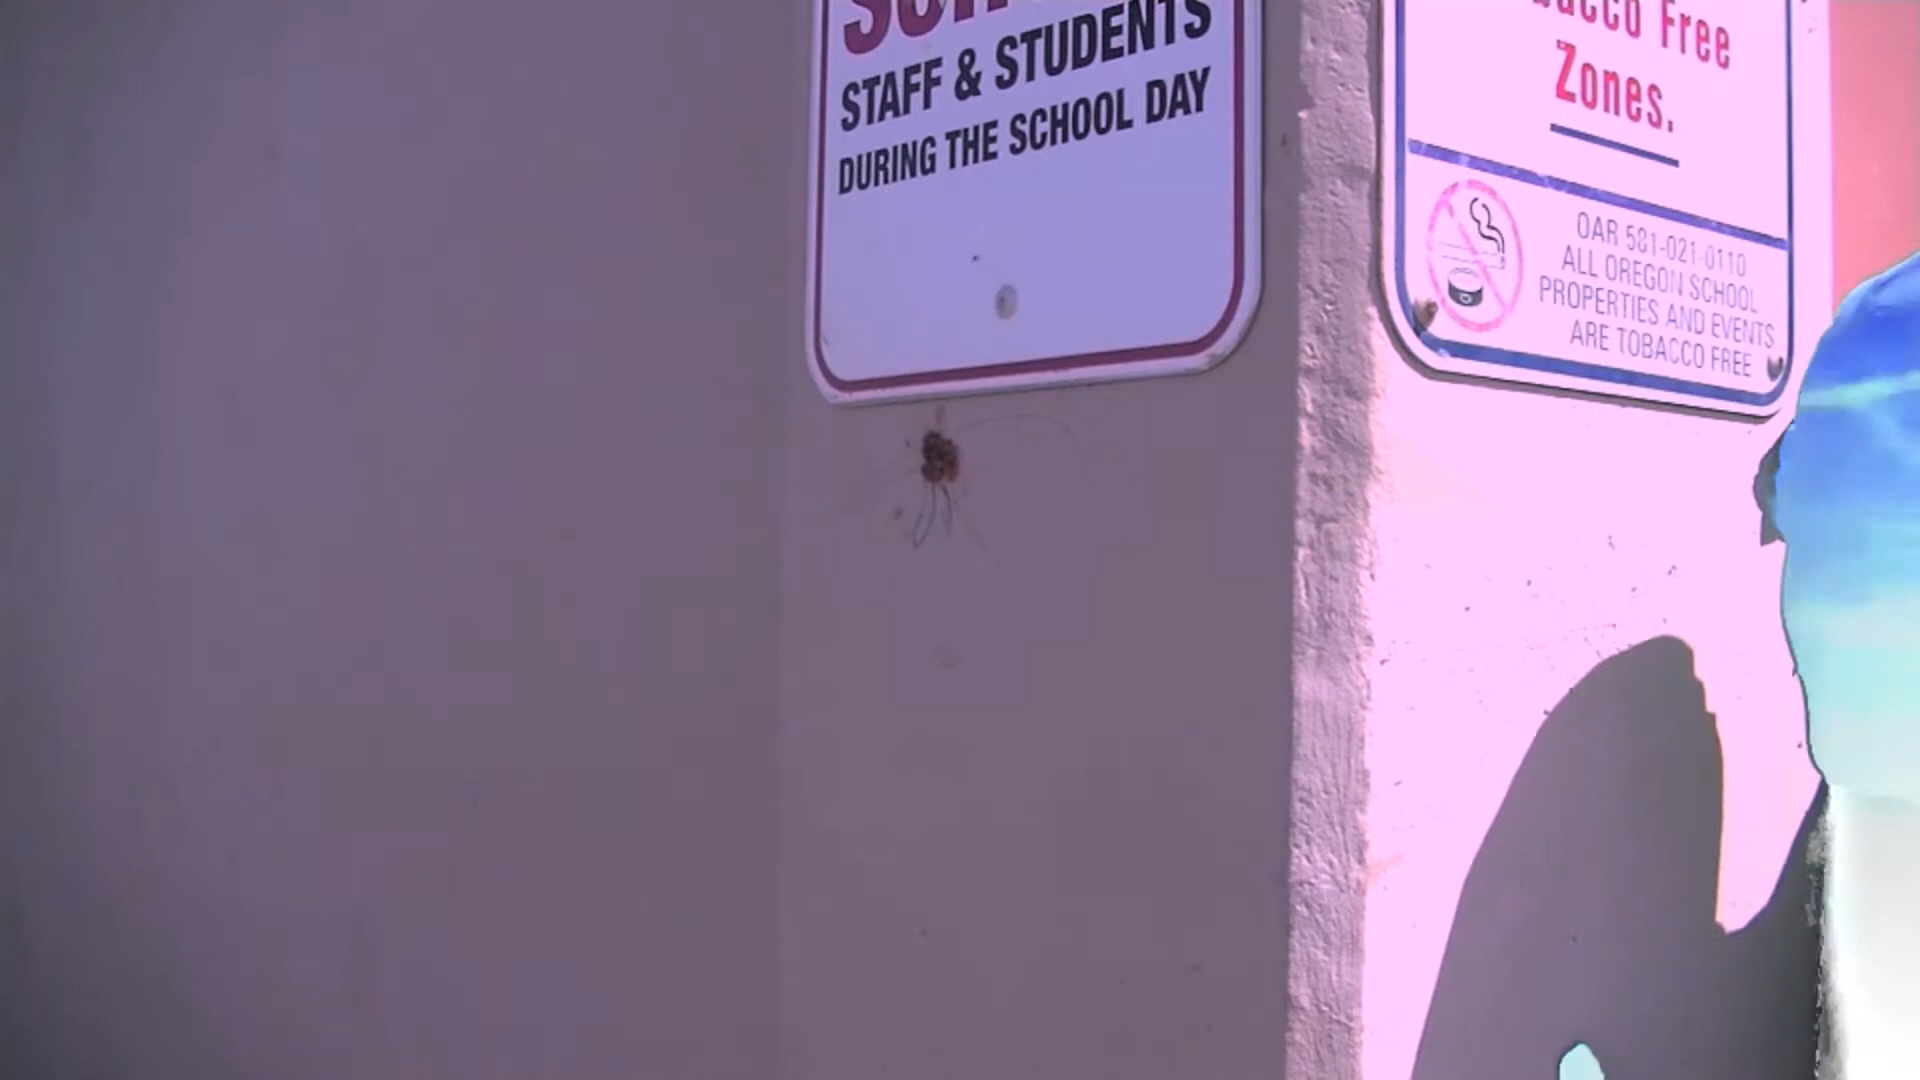 STAFF & STUDENTS
DURING THE SCHOOL DAY
Free
Zones.
OAR 581-021-0110
ALL OREGON SCHOOL
PROPERTIES AND EVENTS
ARE TOBACCO FREE